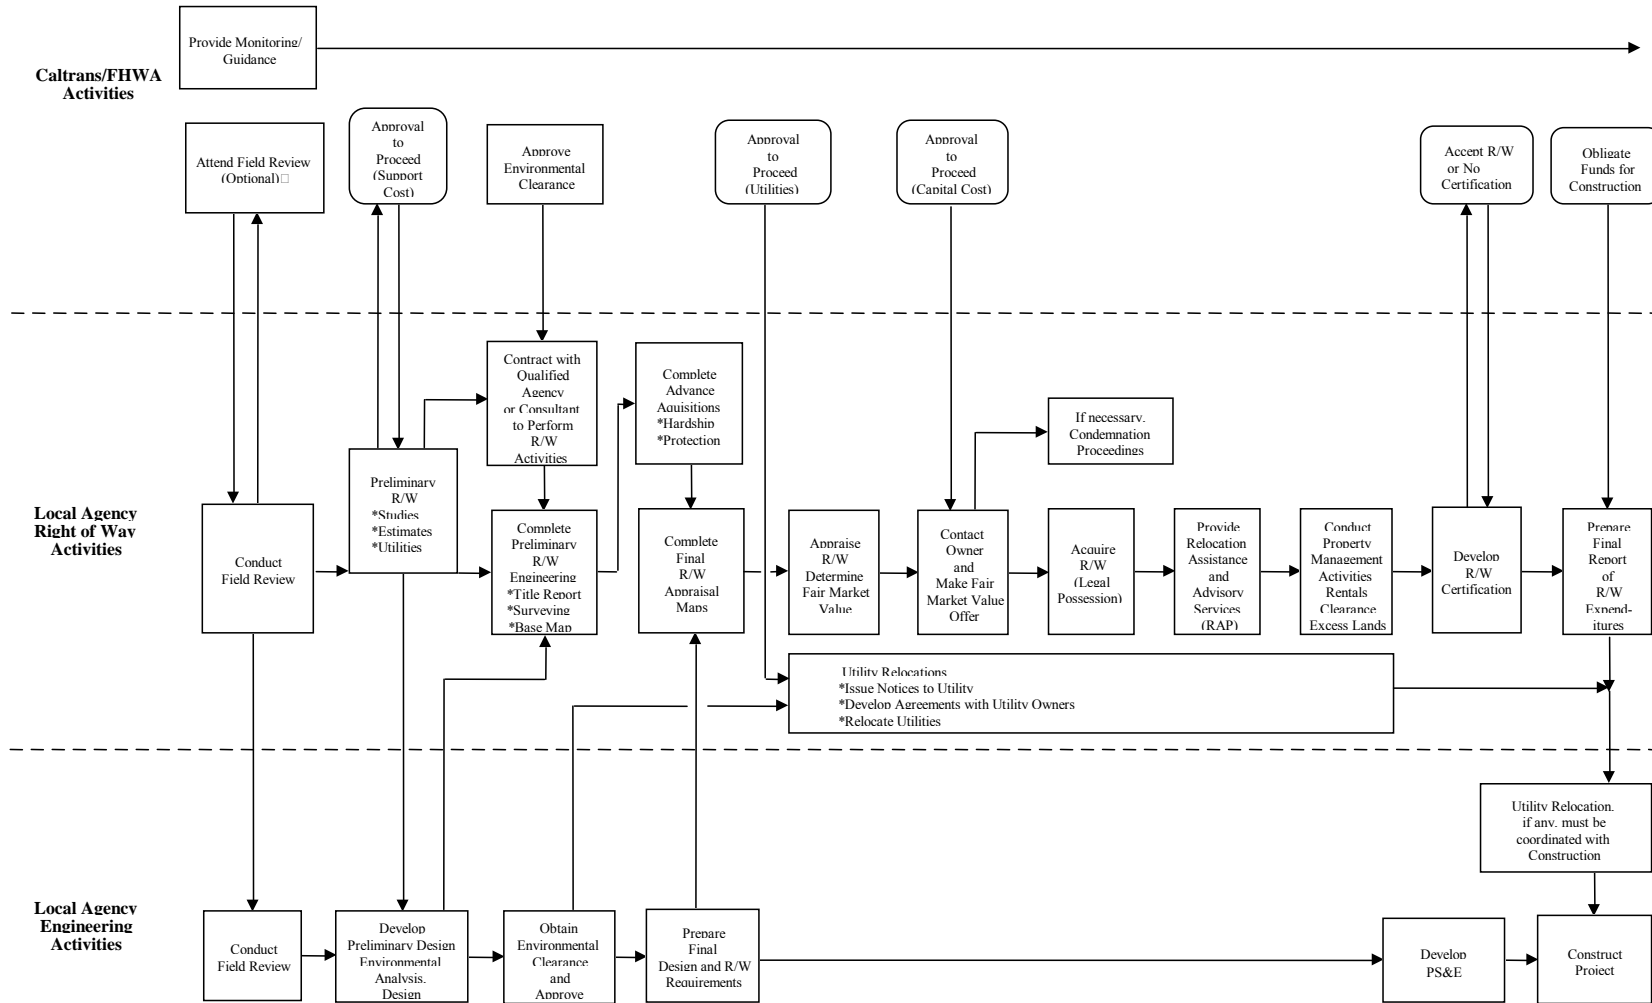 Provide Monitoring/
Guidance
Caltrans/FHWA
Activities
Attend Field Review
(Optional)
Approval
to
Proceed
(Support
Cost)
Approve
Environmental
Clearance
Approval
to
Proceed
(Utilities)
Approval
to
Proceed
(Capital Cost)
Accept R/W
or No
Certification
Obligate
Funds for
Construction
Local Agency
Right of Way
Activities
Conduct
Field Review
Preliminary
R/W
*Studies
*Estimates
*Utilities
Contract with
Qualified
Agency
or Consultant
to Perform
R/W
Activities
Complete
Preliminary
R/W
Engineering
*Title Report
*Surveying
*Base Map
Complete
Advance
Aquisitions
*Hardship
*Protection
Complete
Final
R/W
Appraisal
Maps
Appraise
R/W
Determine
Fair Market
Value
Contact
Owner
and
Make Fair
Market Value
Offer
If necessary,
Condemnation
Proceedings
Acquire
R/W
(Legal
Possession)
Provide
Relocation
Assistance
and
Advisory
Services
(RAP)
Conduct
Property
Management
Activities
Rentals
Clearance
Excess Lands
Develop
R/W
Certification
Prepare
Final
Report
of
R/W
Expend-
itures
Utility Relocations
*Issue Notices to Utility
*Develop Agreements with Utility Owners
*Relocate Utilities
Local Agency
Engineering
Activities
Conduct
Field Review
Develop
Preliminary Design
Environmental
Analysis,
Design
Obtain
Environmental
Clearance
and
Approve
Prepare
Final
Design and R/W
Requirements
Develop
PS&E
Utility Relocation,
if any, must be
coordinated with
Construction
Construct
Project